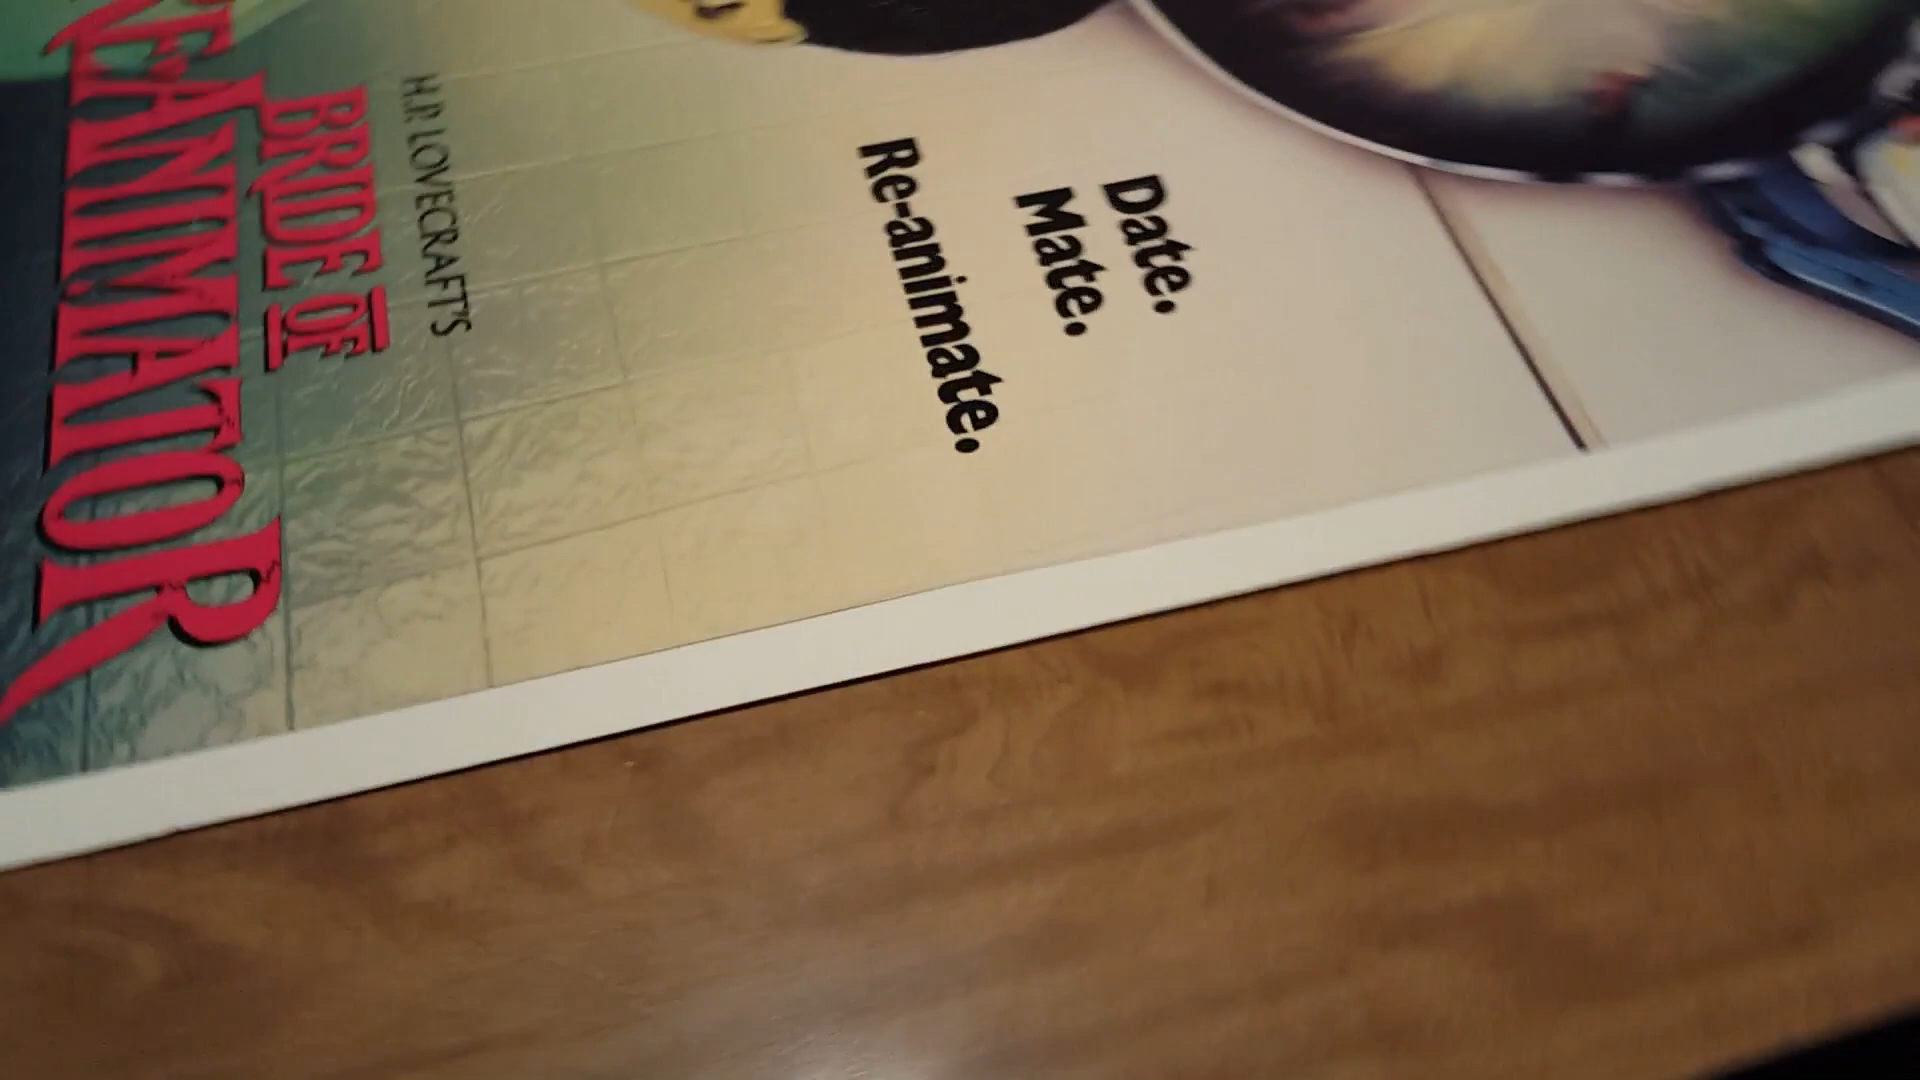 Date.
Mate.
Re-animate.
H.P. LOVECRAFT'S
BRIDE OF
RE-ANIMATOR